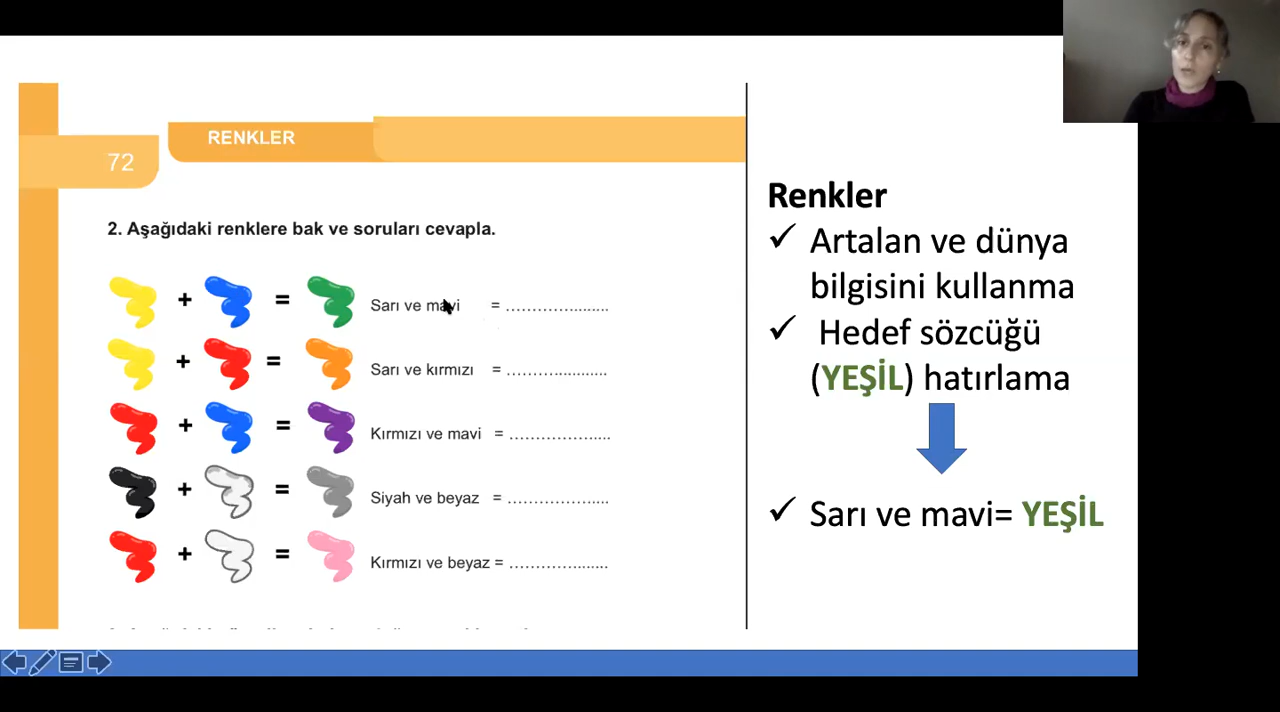 72
RENKLER
2. Aşağıdaki renklere bak ve soruları cevapla.
+ = Sarı ve mavi = ......................
+ = Sarı ve kırmızı = ......................
+ = Kırmızı ve mavi = ......................
+ = Siyah ve beyaz = ......................
+ = Kırmızı ve beyaz = ......................
Renkler
✓ Artalan ve dünya
bilgisini kullanma
✓ Hedef sözcüğü
(YEŞİL) hatırlama
✓ Sarı ve mavi= YEŞİL